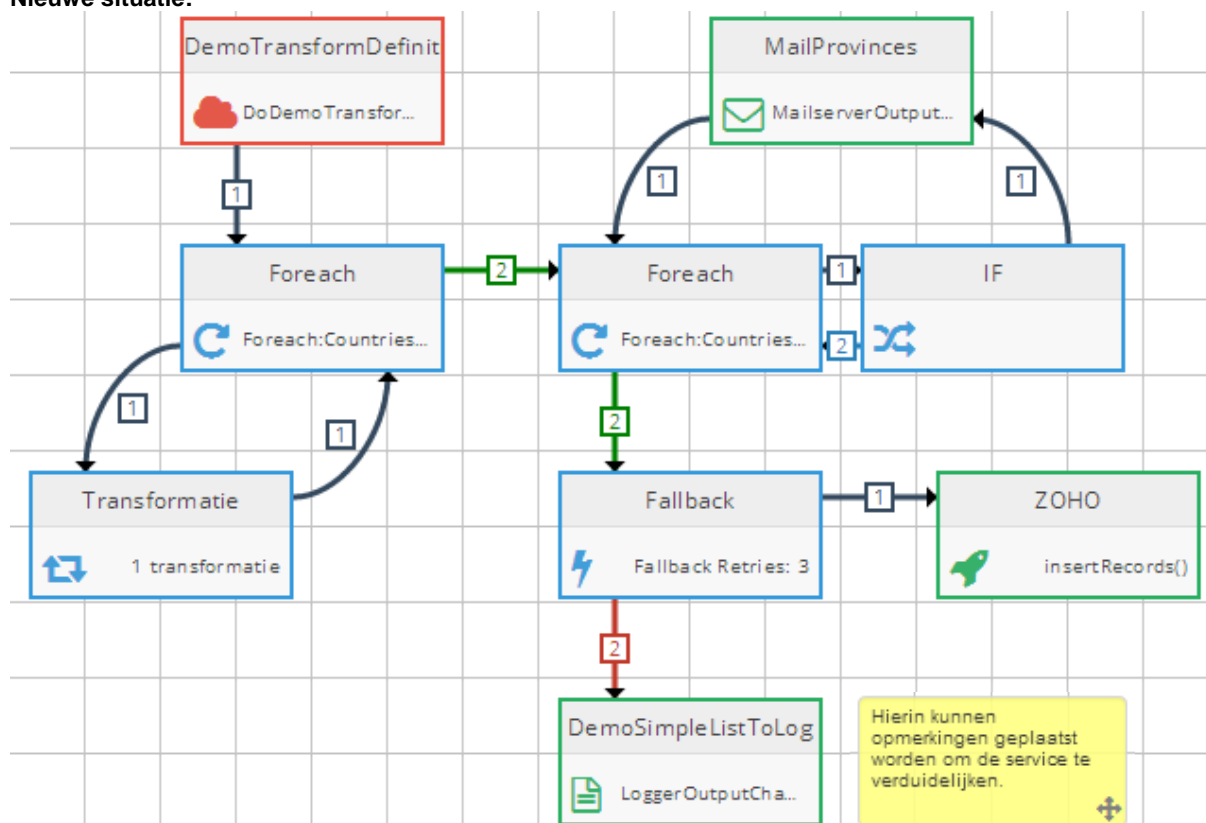 Nieuwe situatie:
DemoTransformDefinit
DoDemoTransfor...
MailProvinces
MailserverOutput...
1
1
1
Foreach
Foreach:Countries...
2
Foreach
Foreach:Countries...
1
2
IF
1
1
2
Transformatie
1 transformatie
Fallback
Fallback Retries: 3
1
ZOHO
insertRecords()
2
DemoSimpleListToLog
LoggerOutputCha...
Hierin kunnen
opmerkingen geplaatst
worden om de service te
verduidelijken.